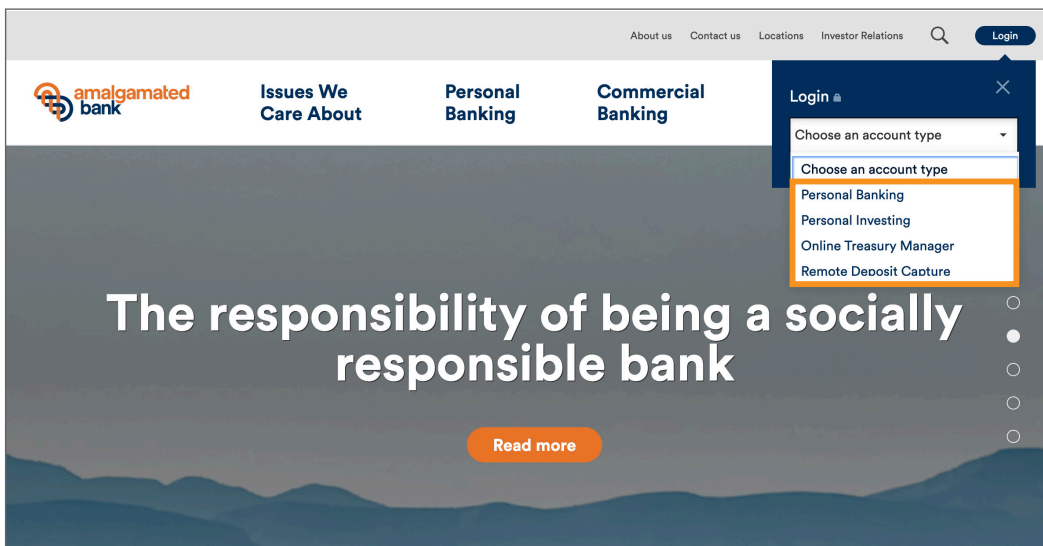 About us Contact us Locations Investor Relations Login
amalgamated
bank
Issues We
Care About
Personal
Banking
Commercial
Banking
Login
Choose an account type
Choose an account type
Personal Banking
Personal Investing
Online Treasury Manager
Remote Deposit Capture
The responsibility of being a socially
responsible bank
Read more